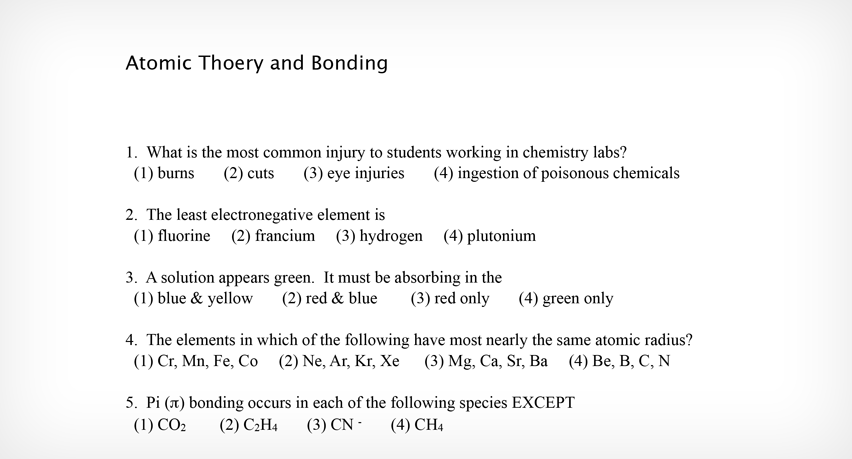 Atomic Thoery and Bonding
1. What is the most common injury to students working in chemistry labs?
(1) burns (2) cuts (3) eye injuries (4) ingestion of poisonous chemicals
2. The least electronegative element is
(1) fluorine (2) francium (3) hydrogen (4) plutonium
3. A solution appears green. It must be absorbing in the
(1) blue & yellow (2) red & blue (3) red only (4) green only
4. The elements in which of the following have most nearly the same atomic radius?
(1) Cr, Mn, Fe, Co (2) Ne, Ar, Kr, Xe (3) Mg, Ca, Sr, Ba (4) Be, B, C, N
5. Pi (π) bonding occurs in each of the following species EXCEPT
(1) CO₂ (2) C₂H₄ (3) CN⁻ (4) CH₄